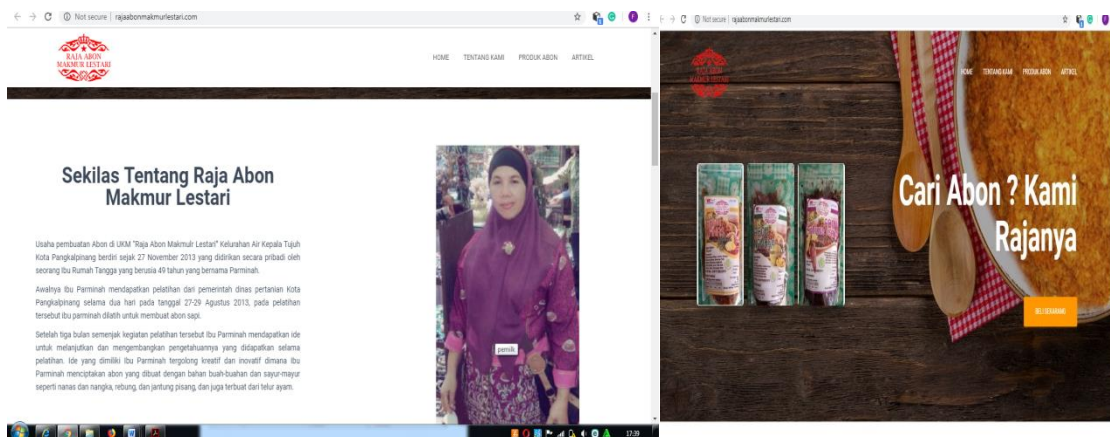 Not secure | rajaabonmakmurlestari.com
RAJA ABON
MAKMUR LESTARI
HOME TENTANG KAMI PRODUK ABON ARTIKEL
Sekilas Tentang Raja Abon
Makmur Lestari
Usaha pembuatan Abon di UKM "Raja Abon Makmulr Lestari" Kelurahan Air Kepala Tujuh
Kota Pangkalpinang berdiri sejak 27 November 2013 yang didirikan secara pribadi oleh
seorang Ibu Rumah Tangga yang berusia 49 tahun yang bernama Parminah.
Awalnya Ibu Parminah mendapatkan pelatihan dari pemerintah dinas pertanian Kota
Pangkalpinang selama dua hari pada tanggal 27-29 Agustus 2013, pada pelatihan
tersebut ibu parminah dilatih untuk membuat abon sapi.
Setelah tiga bulan semenjak kegiatan pelatihan tersebut Ibu Parminah mendapatkan ide
untuk melanjutkan dan mengembangkan pengetahuannya yang didapatkan selama
pelatihan. Ide yang dimiliki Ibu Parminah tergolong kreatif dan inovatif dimana Ibu
Parminah menciptakan abon yang dibuat dengan bahan buah-buahan dan sayur-mayur
seperti nanas dan nangka, rebung, dan jantung pisang, dan juga terbuat dari telur ayam.
pemilk
17:39
Not secure | rajaabonmakmurlestari.com
RAJA ABON
MAKMUR LESTARI
HOME TENTANG KAMI PRODUK ABON ARTIKEL
Cari Abon ? Kami
Rajanya
BELI SEKARANG